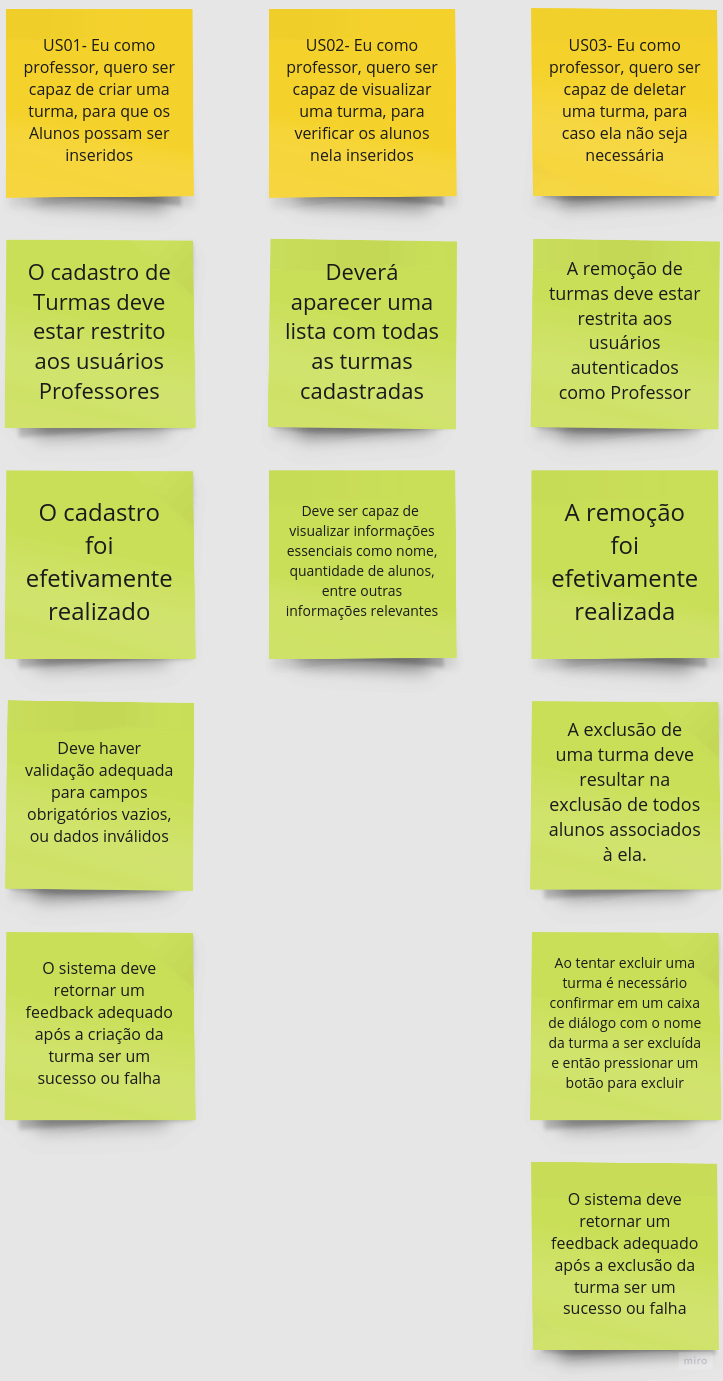 US01- Eu como
professor, quero ser
capaz de criar uma
turma, para que os
Alunos possam ser
inseridos
US02- Eu como
professor, quero ser
capaz de visualizar
uma turma, para
verificar os alunos
nela inseridos
US03- Eu como
professor, quero ser
capaz de deletar
uma turma, para
caso ela não seja
necessária
O cadastro de
Turmas deve
estar restrito
aos usuários
Professores
Deverá
aparecer uma
lista com todas
as turmas
cadastradas
A remoção de
turmas deve estar
restrita aos
usuários
autenticados
como Professor
O cadastro
foi
efetivamente
realizado
Deve ser capaz de
visualizar informações
essenciais como nome,
quantidade de alunos,
entre outras
informações relevantes
A remoção
foi
efetivamente
realizada
Deve haver
validação adequada
para campos
obrigatórios vazios,
ou dados inválidos
A exclusão de
uma turma deve
resultar na
exclusão de todos
alunos associados
à ela.
O sistema deve
retornar um
feedback adequado
após a criação da
turma ser um
sucesso ou falha
Ao tentar excluir uma
turma é necessário
confirmar em um caixa
de diálogo com o nome
da turma a ser excluída
e então pressionar um
botão para excluir
O sistema deve
retornar um
feedback adequado
após a exclusão da
turma ser um
sucesso ou falha
miro